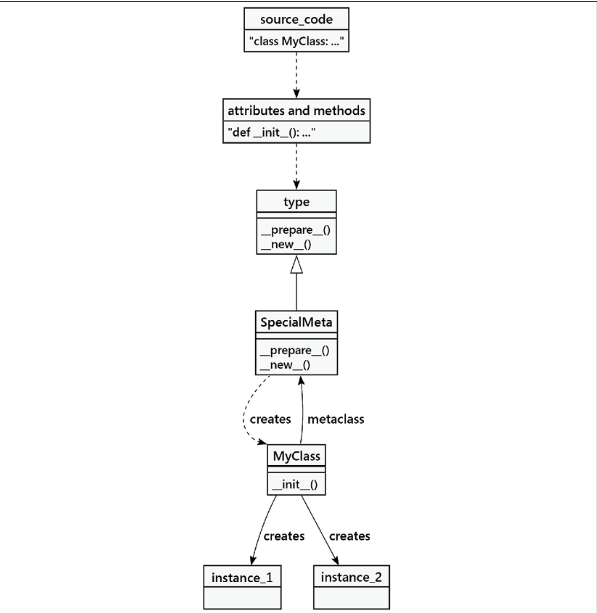 source_code
"class MyClass: ..."
attributes and methods
"def __init__(): ..."
type
__prepare__()
__new__()
SpecialMeta
__prepare__()
__new__()
creates metaclass
MyClass
__init__()
creates creates
instance_1 instance_2